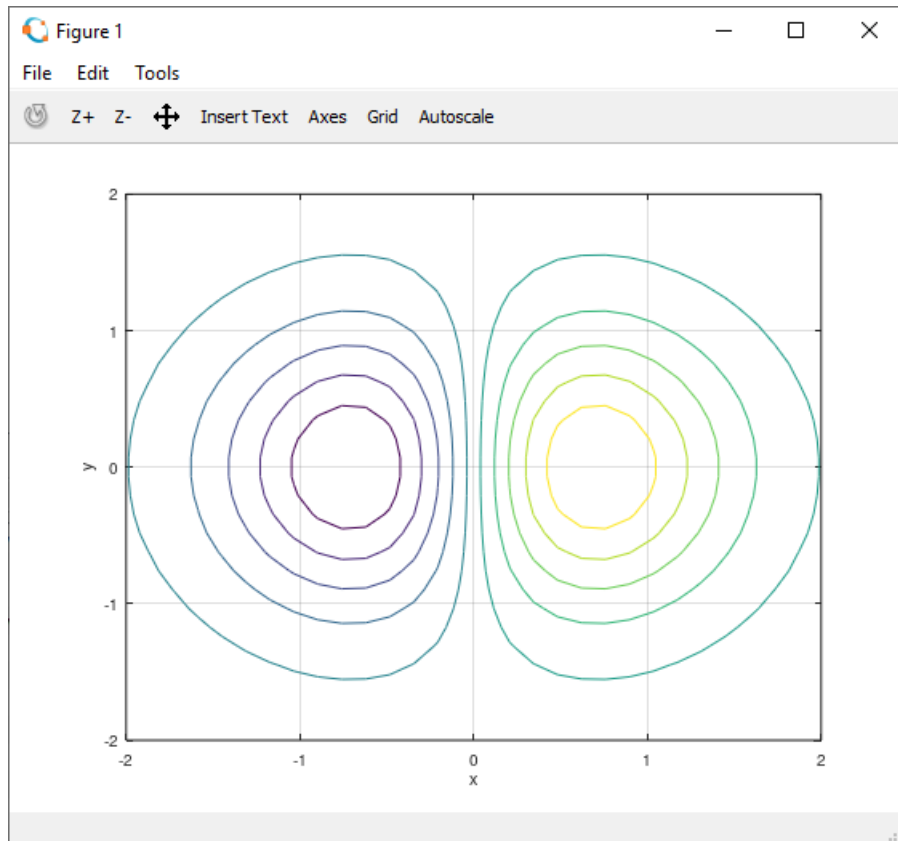 Figure 1
File Edit Tools
Z+ Z- Insert Text Axes Grid Autoscale
2
1
y
0
-1
-2
-2 -1 0 1 2
x